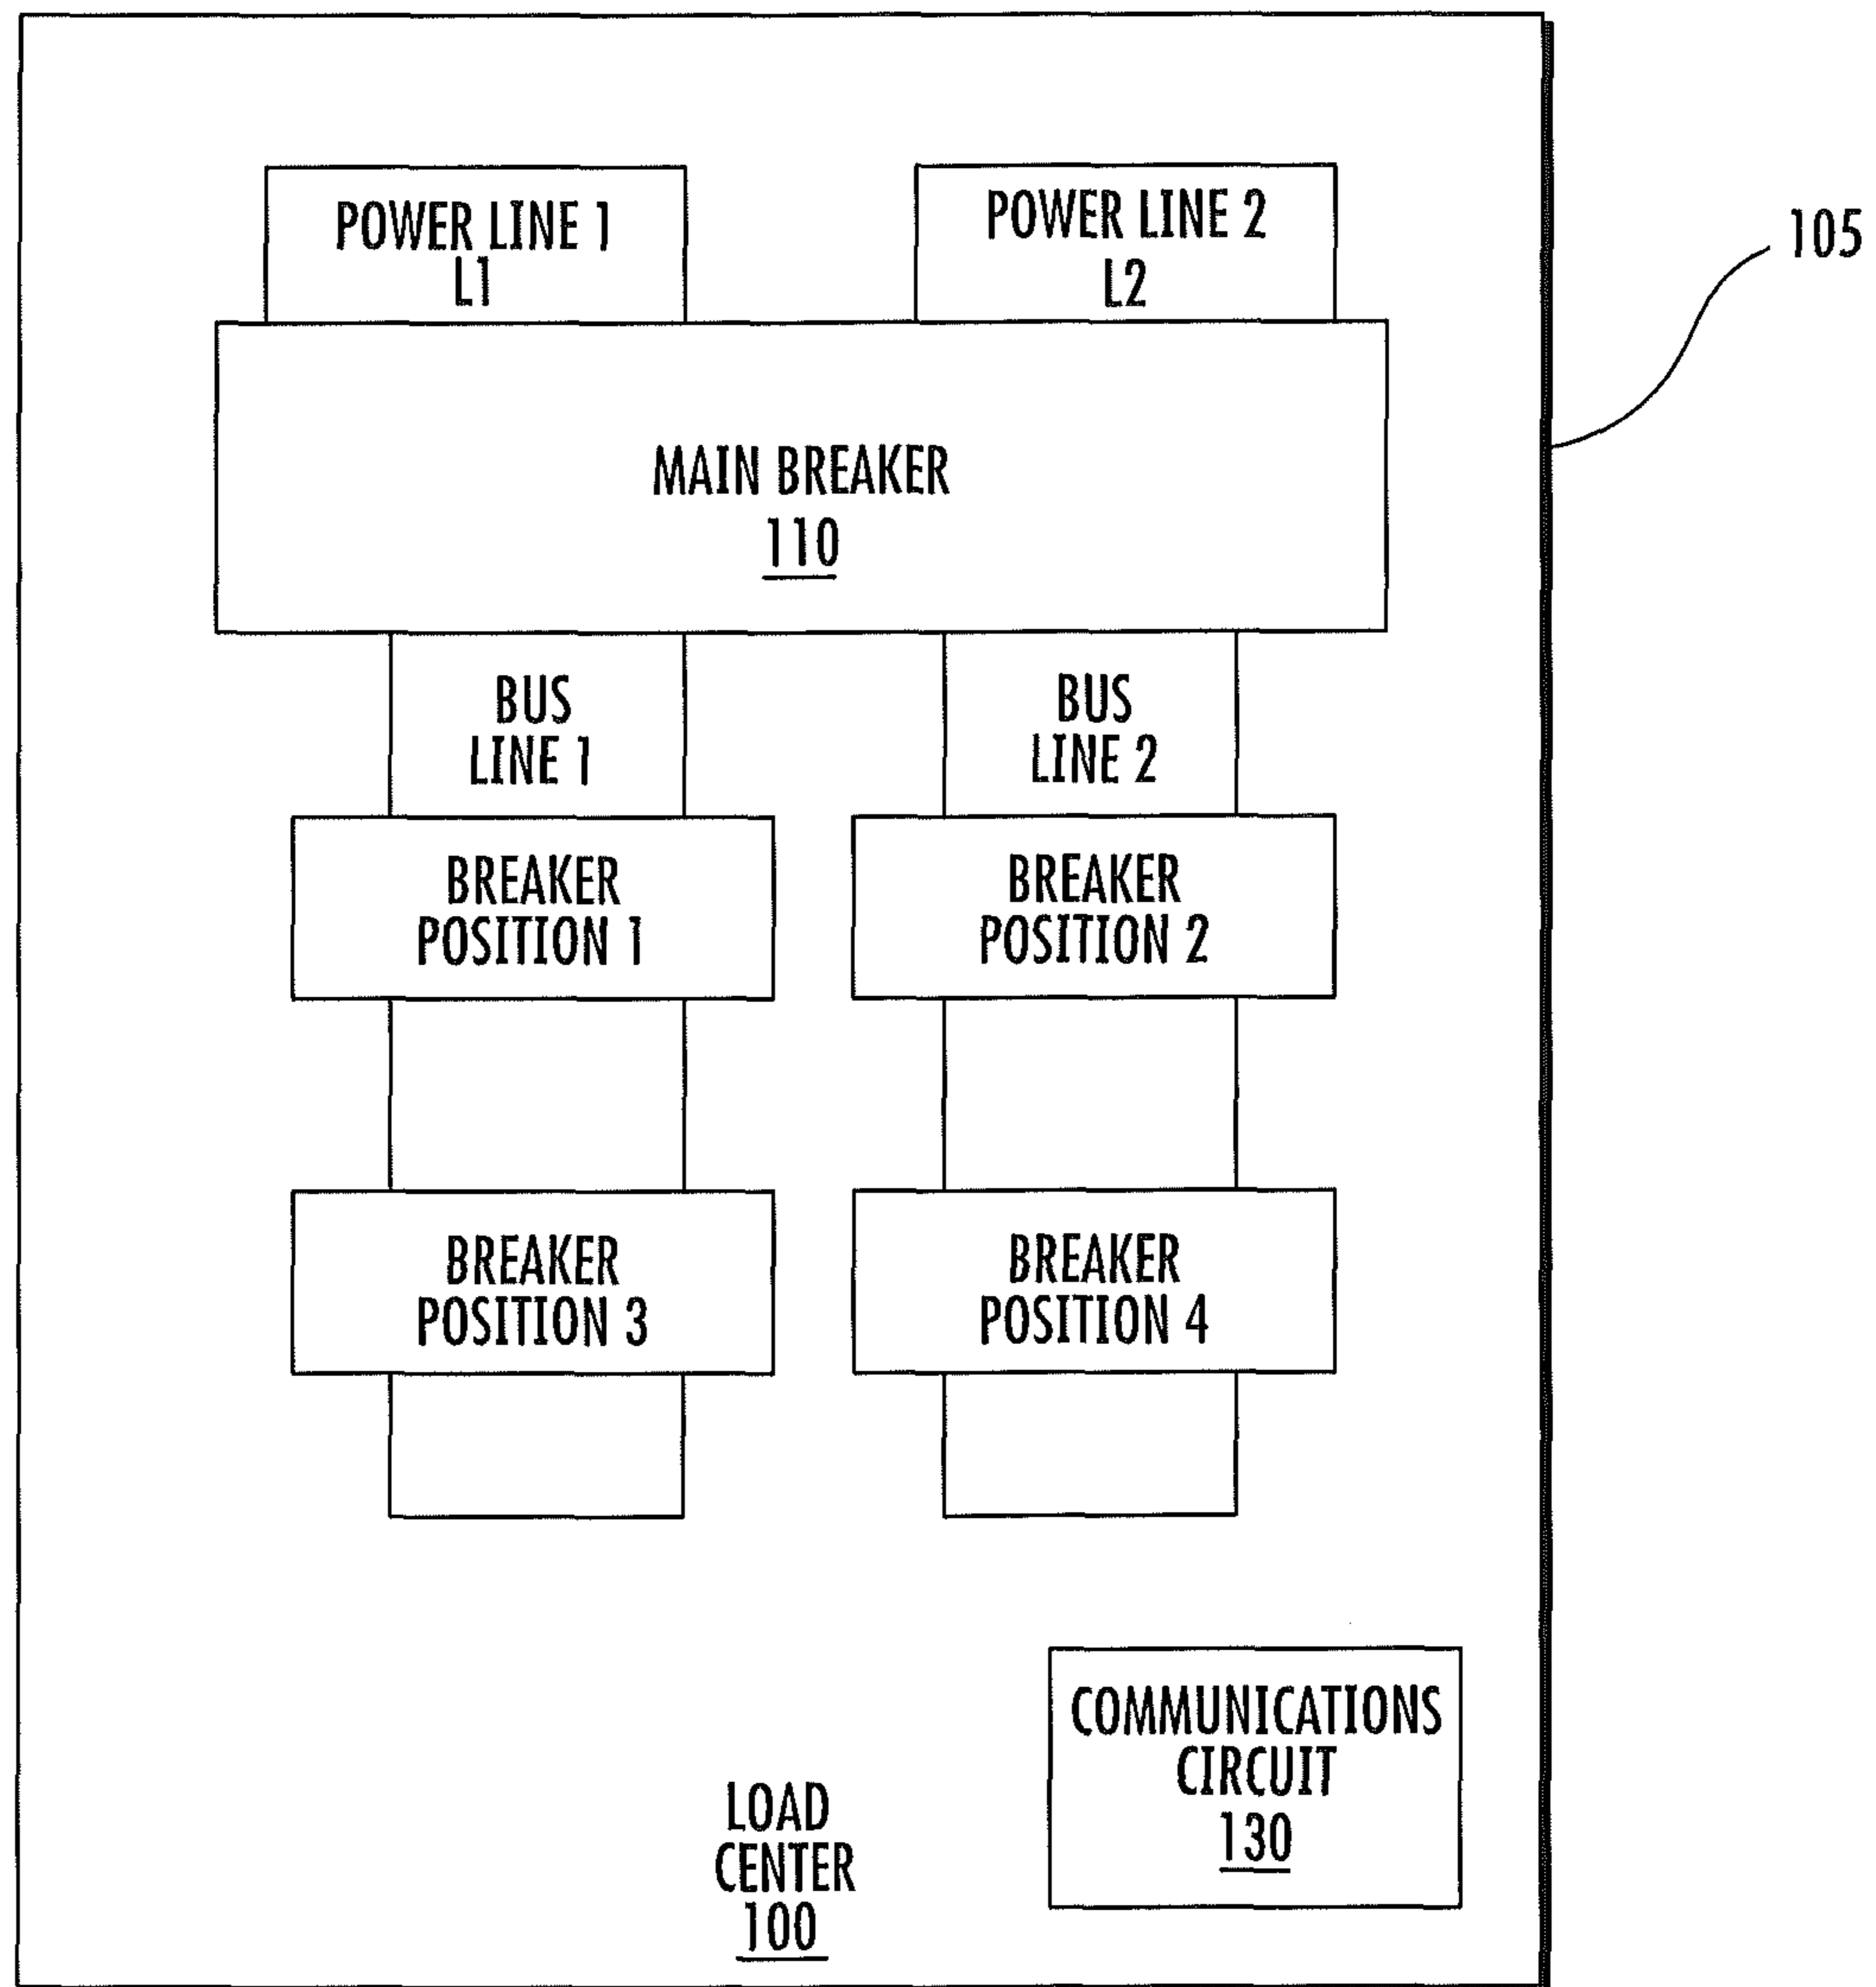 POWER LINE 1
L1
POWER LINE 2
L2
105
MAIN BREAKER
110
BUS
LINE 1
BUS
LINE 2
BREAKER
POSITION 1
BREAKER
POSITION 2
BREAKER
POSITION 3
BREAKER
POSITION 4
COMMUNICATIONS
CIRCUIT
130
LOAD
CENTER
100